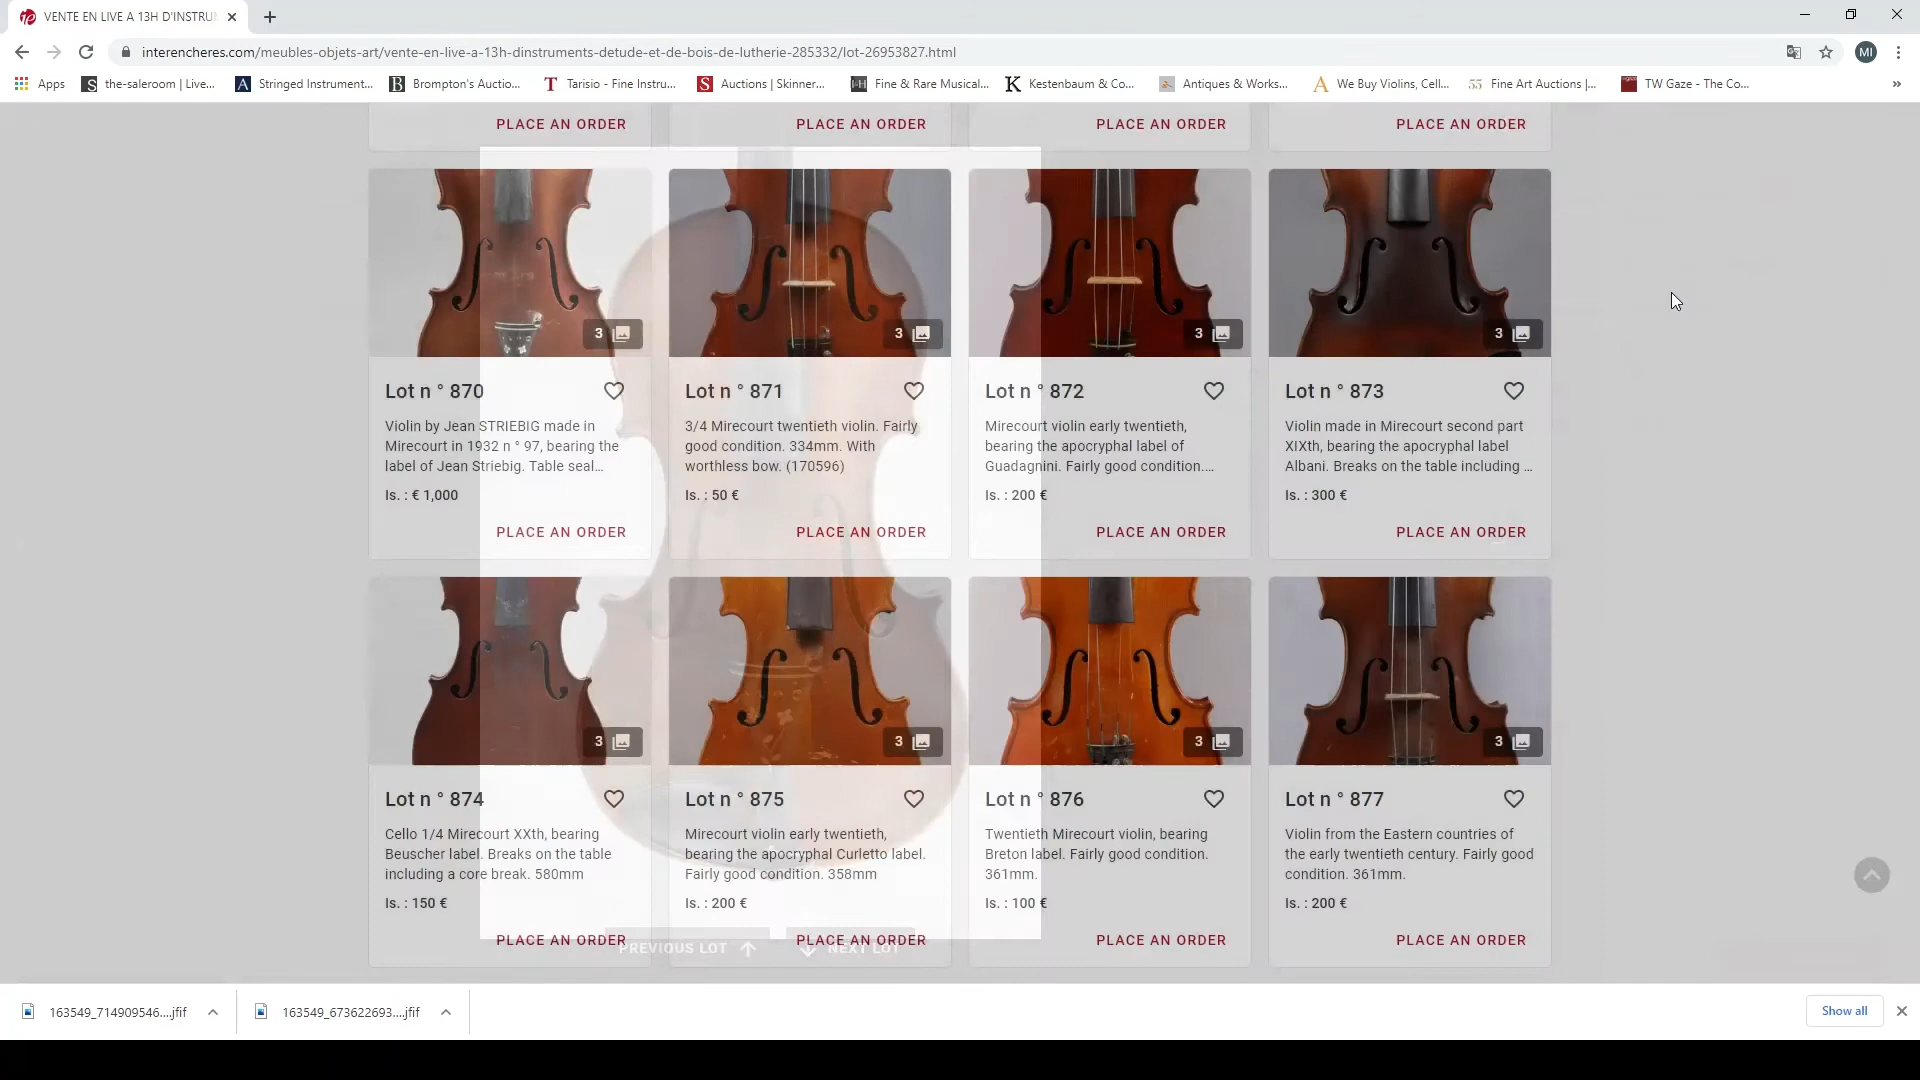 VENTE EN LIVE A 13H D'INSTRU
interencheres.com/meubles-objets-art/vente-en-live-a-13h-dinstruments-detude-et-de-bois-de-lutherie-285332/lot-26953827.html
MI
Apps
the-saleroom | Live...
Stringed Instrument...
Brompton's Auctio...
Tarisio - Fine Instru...
Auctions | Skinner...
Fine & Rare Musical...
Kestenbaum & Co...
Antiques & Works...
We Buy Violins, Cell...
Fine Art Auctions |...
TW Gaze - The Co...
»
PLACE AN ORDER
PLACE AN ORDER
PLACE AN ORDER
PLACE AN ORDER
3
3
3
3
Lot n ° 870
Violin by Jean STRIEBIG made in
Mirecourt in 1932 n ° 97, bearing the
label of Jean Striebig. Table seal...
Is. : € 1,000
PLACE AN ORDER
Lot n ° 871
3/4 Mirecourt twentieth violin. Fairly
good condition. 334mm. With
worthless bow. (170596)
Is. : 50 €
PLACE AN ORDER
Lot n ° 872
Mirecourt violin early twentieth,
bearing the apocryphal label of
Guadagnini. Fairly good condition....
Is. : 200 €
PLACE AN ORDER
Lot n ° 873
Violin made in Mirecourt second part
XIXth, bearing the apocryphal label
Albani. Breaks on the table including ...
Is. : 300 €
PLACE AN ORDER
3
3
3
3
Lot n ° 874
Cello 1/4 Mirecourt XXth, bearing
Beuscher label. Breaks on the table
including a core break. 580mm
Is. : 150 €
PLACE AN ORDER
Lot n ° 875
Mirecourt violin early twentieth,
bearing the apocryphal Curletto label.
Fairly good condition. 358mm
Is. : 200 €
PLACE AN ORDER
Lot n ° 876
Twentieth Mirecourt violin, bearing
Breton label. Fairly good condition.
361mm.
Is. : 100 €
PLACE AN ORDER
Lot n ° 877
Violin from the Eastern countries of
the early twentieth century. Fairly good
condition. 361mm.
Is. : 200 €
PLACE AN ORDER
PREVIOUS LOT
NEXT LOT
163549_714909546....jfif
163549_673622693....jfif
Show all